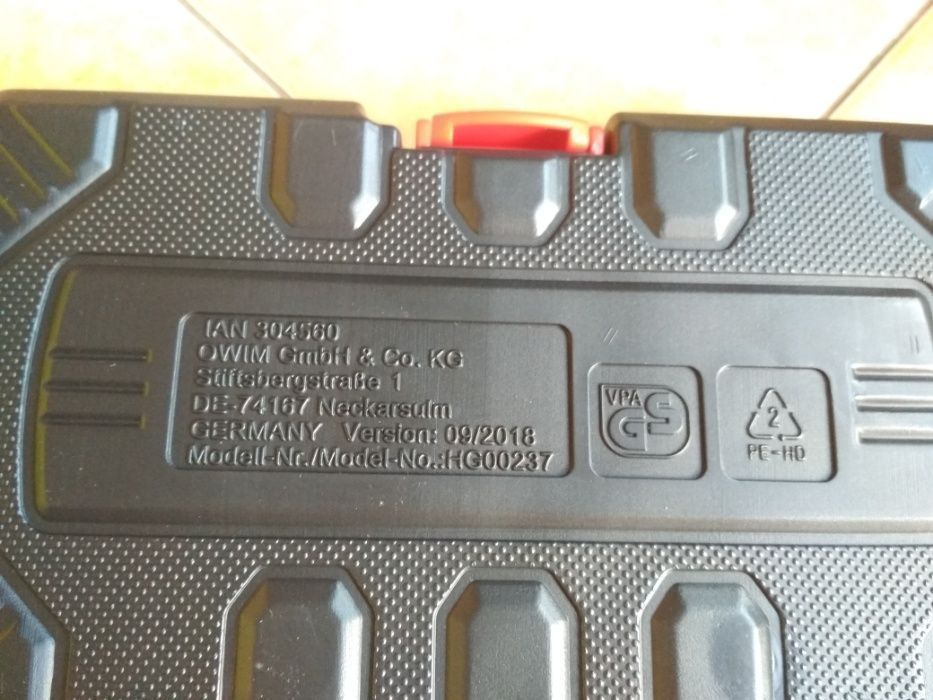 IAN 304560
OWIM GmbH & Co. KG
Stiftsbergstraße 1
DE-74167 Neckarsulm
GERMANY Version: 09/2018
Modell-Nr./Model-No.:HG00237
VPA
GS
2
PE-HD